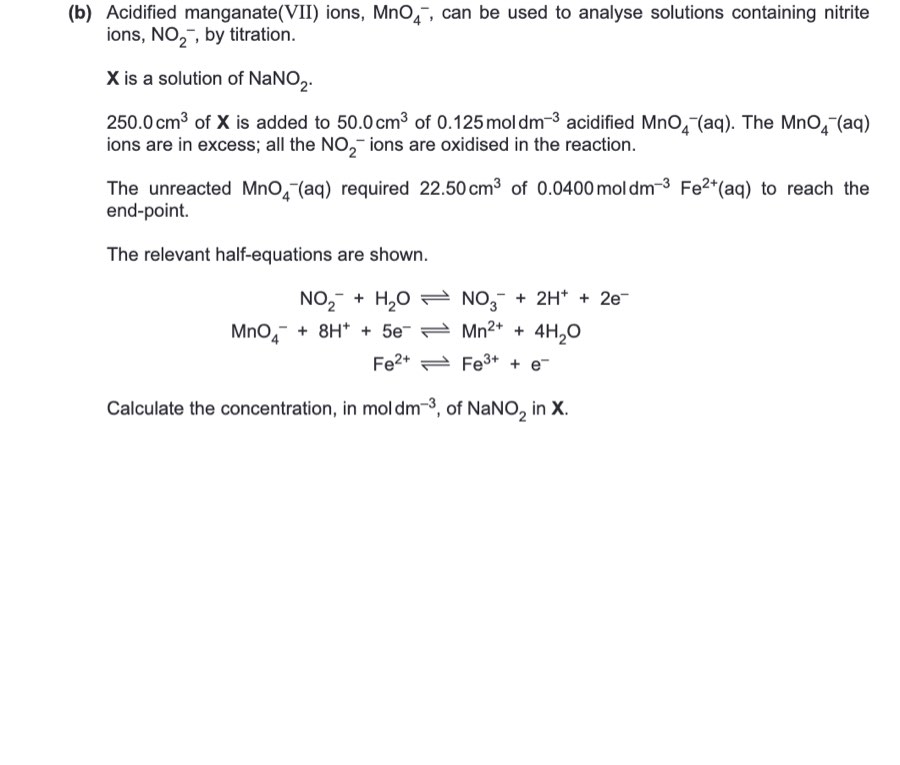 (b) Acidified manganate(VII) ions, MnO₄⁻, can be used to analyse solutions containing nitrite
ions, NO₂⁻, by titration.
X is a solution of NaNO₂.
250.0 cm³ of X is added to 50.0 cm³ of 0.125 mol dm⁻³ acidified MnO₄⁻(aq). The MnO₄⁻(aq)
ions are in excess; all the NO₂⁻ ions are oxidised in the reaction.
The unreacted MnO₄⁻(aq) required 22.50 cm³ of 0.0400 mol dm⁻³ Fe²⁺(aq) to reach the
end-point.
The relevant half-equations are shown.
NO₂⁻ + H₂O ⇌ NO₃⁻ + 2H⁺ + 2e⁻
MnO₄⁻ + 8H⁺ + 5e⁻ ⇌ Mn²⁺ + 4H₂O
Fe²⁺ ⇌ Fe³⁺ + e⁻
Calculate the concentration, in mol dm⁻³, of NaNO₂ in X.